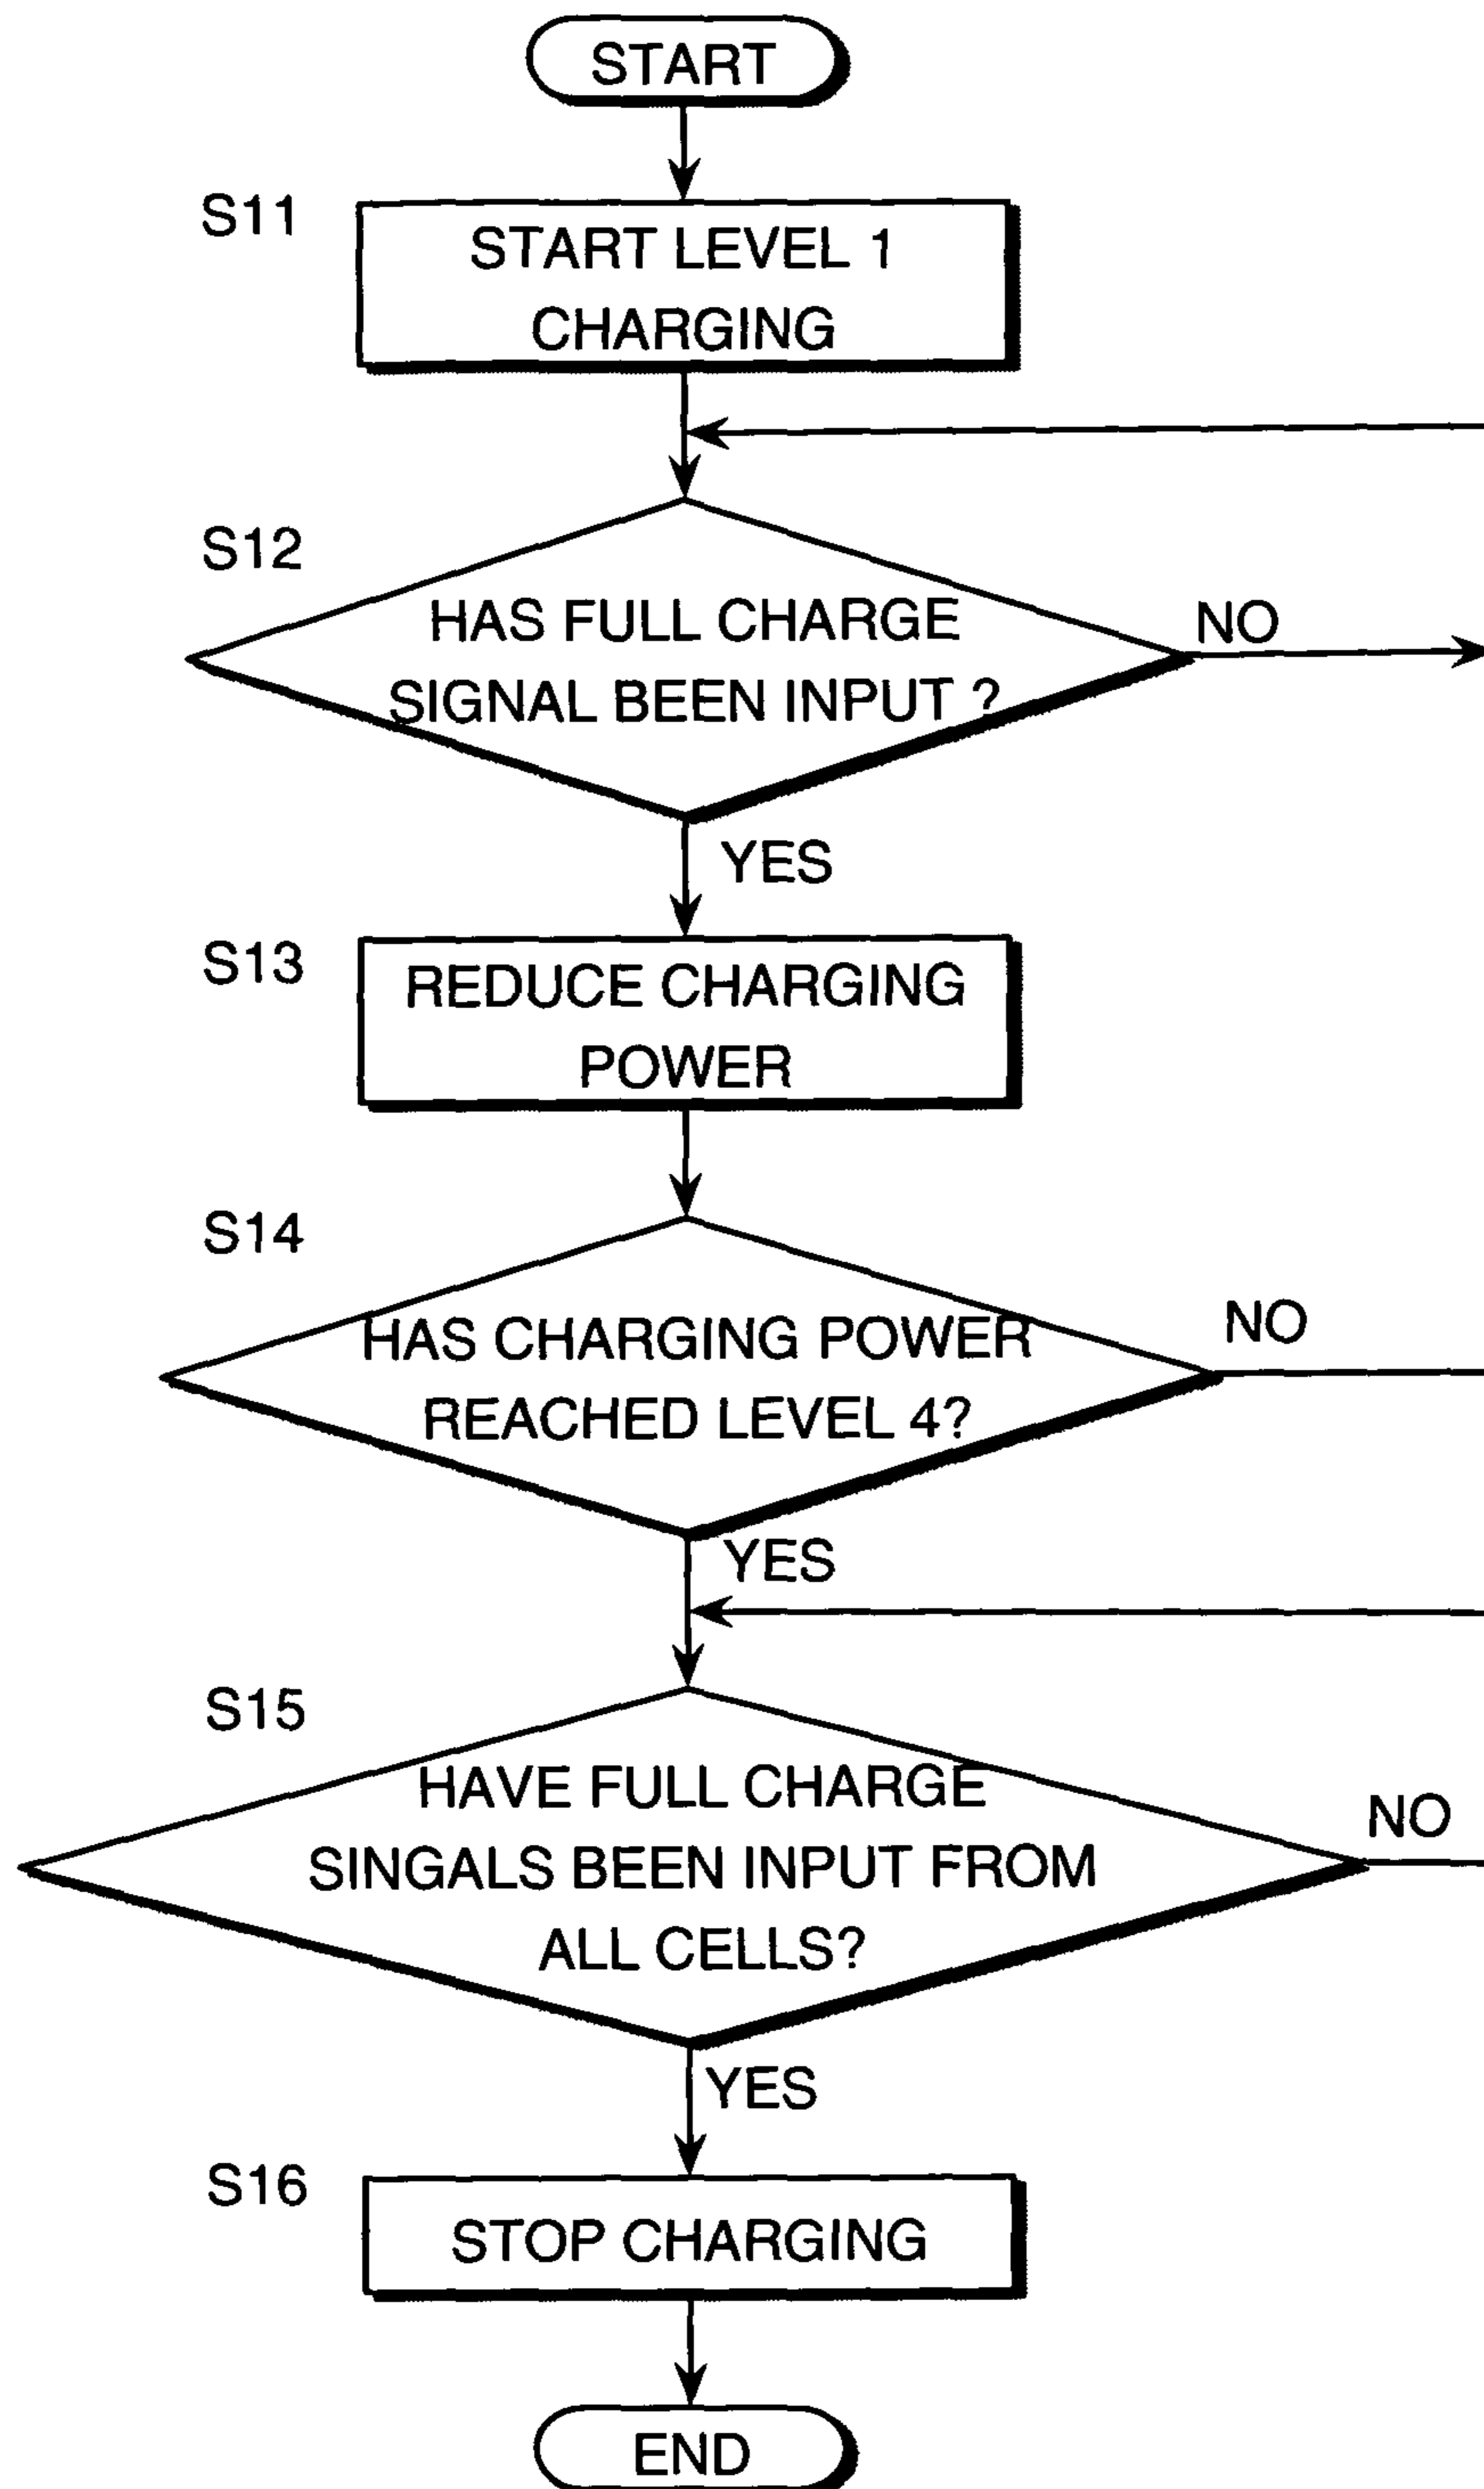 START
S11
START LEVEL 1
CHARGING
S12
HAS FULL CHARGE
SIGNAL BEEN INPUT ?
NO
YES
S13
REDUCE CHARGING
POWER
S14
HAS CHARGING POWER
REACHED LEVEL 4?
NO
YES
S15
HAVE FULL CHARGE
SINGALS BEEN INPUT FROM
ALL CELLS?
NO
YES
S16
STOP CHARGING
END